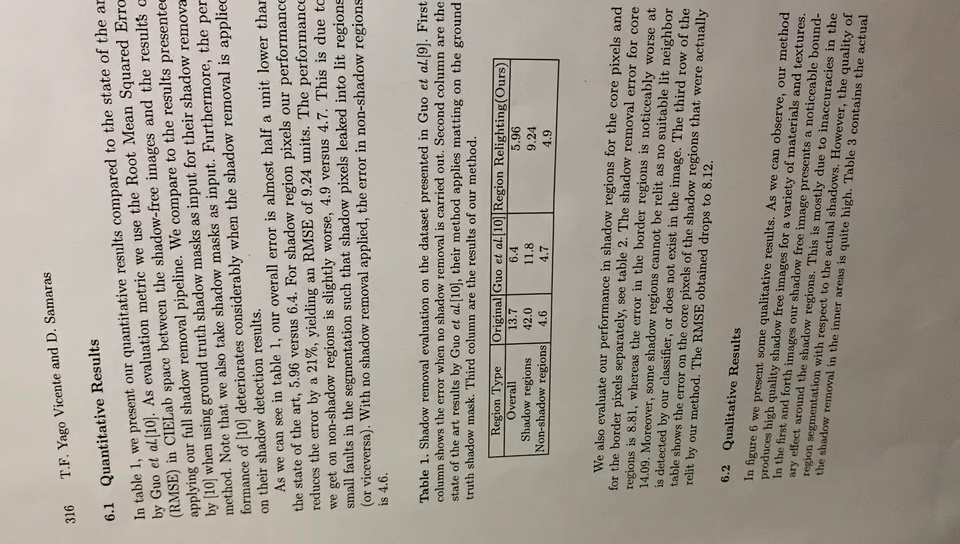 316 T.F. Yago Vicente and D. Samaras
6.1 Quantitative Results
In table 1, we present our quantitative results compared to the state of the ar
by Guo et al.[10]. As evaluation metric we use the Root Mean Squared Erro
(RMSE) in CIELab space between the shadow-free images and the results o
applying our full shadow removal pipeline. We compare to the results presented
by [10] when using ground truth shadow masks as input for their shadow remova
method. Note that we also take shadow masks as input. Furthermore, the per
formance of [10] deteriorates considerably when the shadow removal is applied
on their shadow detection results.
As we can see in table 1, our overall error is almost half a unit lower than
the state of the art, 5.96 versus 6.4. For shadow region pixels our performance
reduces the error by a 21%, yielding an RMSE of 9.24 units. The performance
we get on non-shadow regions is slightly worse, 4.9 versus 4.7. This is due to
small faults in the segmentation such that shadow pixels leaked into lit regions
(or viceversa). With no shadow removal applied, the error in non-shadow regions
is 4.6.
Table 1. Shadow removal evaluation on the dataset presented in Guo et al.[9]. First
column shows the error when no shadow removal is carried out. Second column are the
state of the art results by Guo et al.[10], their method applies matting on the ground
truth shadow mask. Third column are the results of our method.
Region Type Original Guo et al.[10] Region Relighting(Ours)
Overall 13.7 6.4 5.96
Shadow regions 42.0 11.8 9.24
Non-shadow regions 4.6 4.7 4.9
We also evaluate our performance in shadow regions for the core pixels and
for the border pixels separately, see table 2. The shadow removal error for core
regions is 8.81, whereas the error in the border regions is noticeably worse at
14.09. Moreover, some shadow regions cannot be relit as no suitable lit neighbor
is detected by our classifier, or does not exist in the image. The third row of the
table shows the error on the core pixels of the shadow regions that were actually
relit by our method. The RMSE obtained drops to 8.12.
6.2 Qualitative Results
In figure 6 we present some qualitative results. As we can observe, our method
produces high quality shadow free images for a variety of materials and textures.
In the first and forth images our shadow free image presents a noticeable bound-
ary effect around the shadow regions. This is mostly due to inaccuracies in the
region segmentation with respect to the actual shadows. However, the quality of
the shadow removal in the inner areas is quite high. Table 3 contains the actual